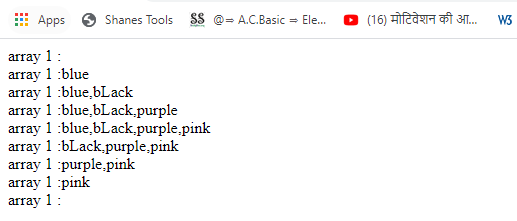 Apps Shanes Tools @⇒ A.C.Basic ⇒ Ele... (16) मोटिवेशन की आ...
array 1 :
array 1 :blue
array 1 :blue,bLack
array 1 :blue,bLack,purple
array 1 :blue,bLack,purple,pink
array 1 :bLack,purple,pink
array 1 :purple,pink
array 1 :pink
array 1 :